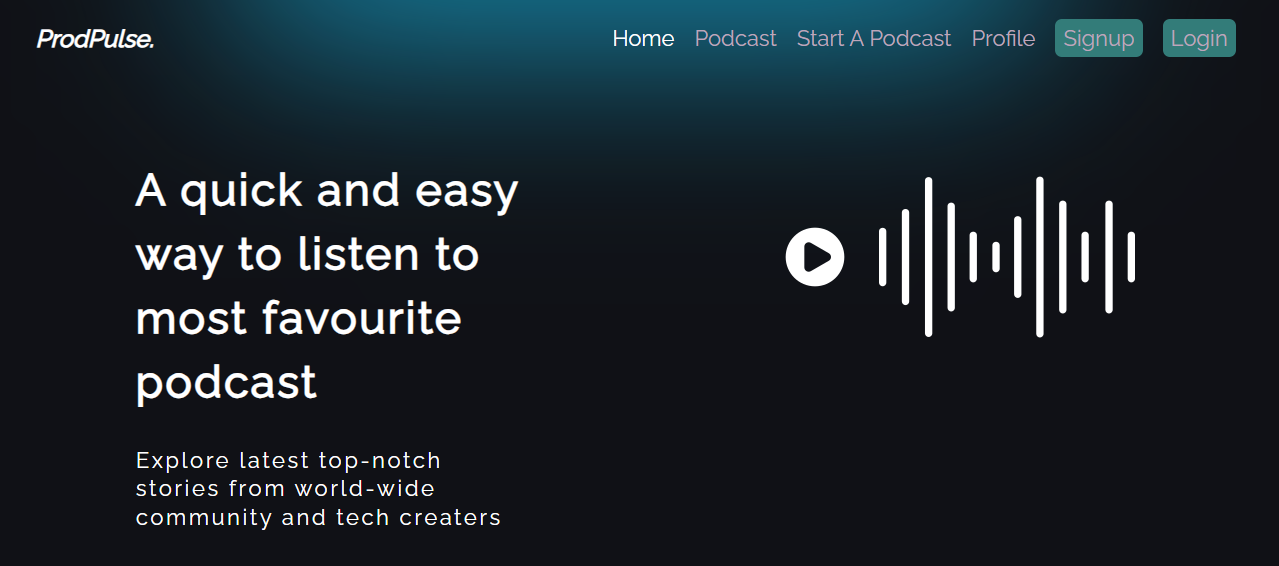 ProdPulse.
Home Podcast Start A Podcast Profile Signup Login
A quick and easy
way to listen to
most favourite
podcast
Explore latest top-notch
stories from world-wide
community and tech creaters